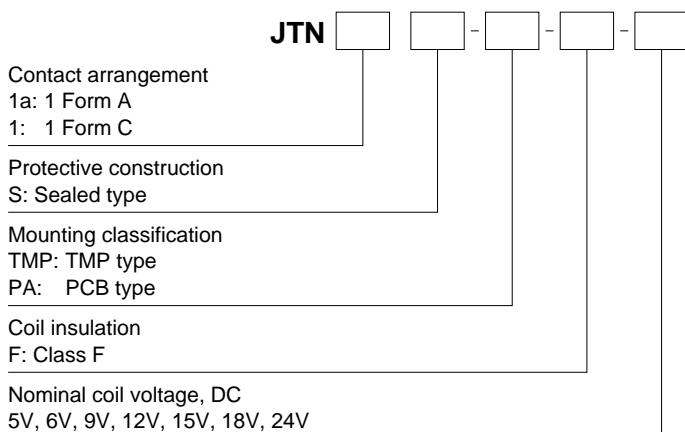 JTN - - -
Contact arrangement
1a: 1 Form A
1: 1 Form C
Protective construction
S: Sealed type
Mounting classification
TMP: TMP type
PA: PCB type
Coil insulation
F: Class F
Nominal coil voltage, DC
5V, 6V, 9V, 12V, 15V, 18V, 24V